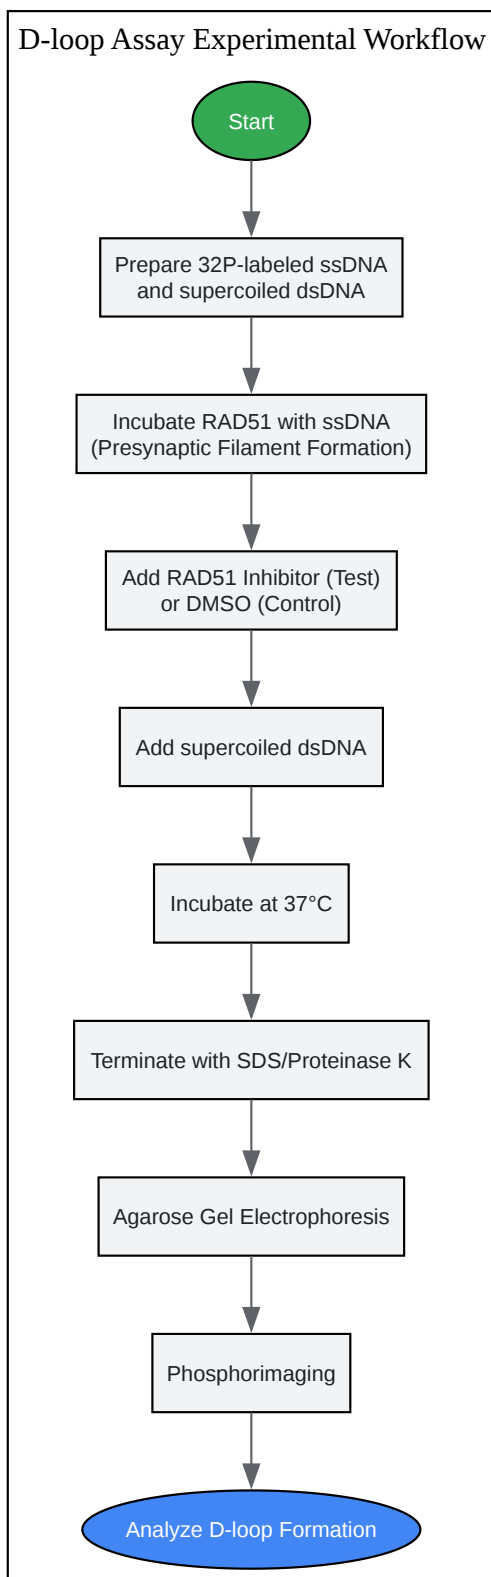 D-loop Assay Experimental Workflow
Start
Prepare 32P-labeled ssDNA
and supercoiled dsDNA
Incubate RAD51 with ssDNA
(Presynaptic Filament Formation)
Add RAD51 Inhibitor (Test)
or DMSO (Control)
Add supercoiled dsDNA
Incubate at 37°C
Terminate with SDS/Proteinase K
Agarose Gel Electrophoresis
Phosphorimaging
Analyze D-loop Formation